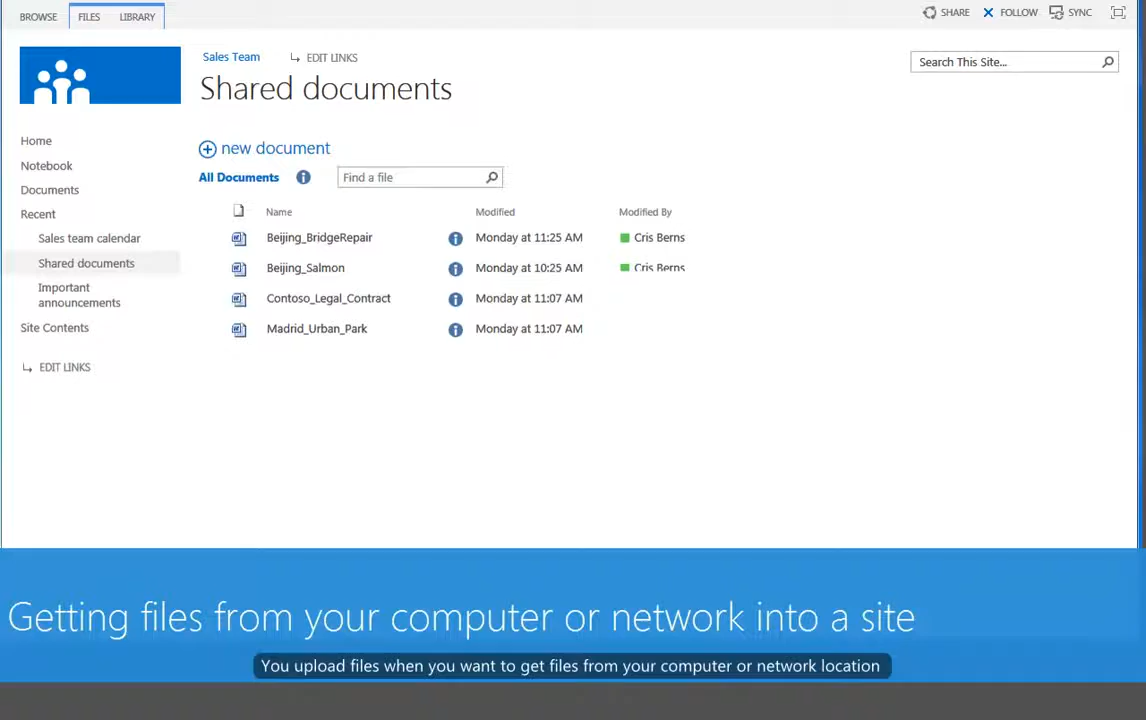 BROWSE FILES LIBRARY SHARE FOLLOW SYNC
Sales Team EDIT LINKS
Search This Site...
Shared documents
Home
Notebook
Documents
Recent
Sales team calendar
Shared documents
Important
announcements
Site Contents
EDIT LINKS
new document
All Documents Find a file
Name Modified Modified By
Beijing_BridgeRepair Monday at 11:25 AM Cris Berns
Beijing_Salmon Monday at 10:25 AM Cris Berns
Contoso_Legal_Contract Monday at 11:07 AM
Madrid_Urban_Park Monday at 11:07 AM
Getting files from your computer or network into a site
You upload files when you want to get files from your computer or network location